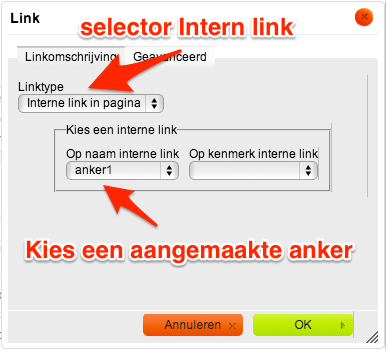 Link
selector Intern link
Linkomschrijving Geavanceerd
Linktype
Interne link in pagina
Kies een interne link
Op naam interne link Op kenmerk interne link
anker1
Kies een aangemaakte anker
Annuleren OK